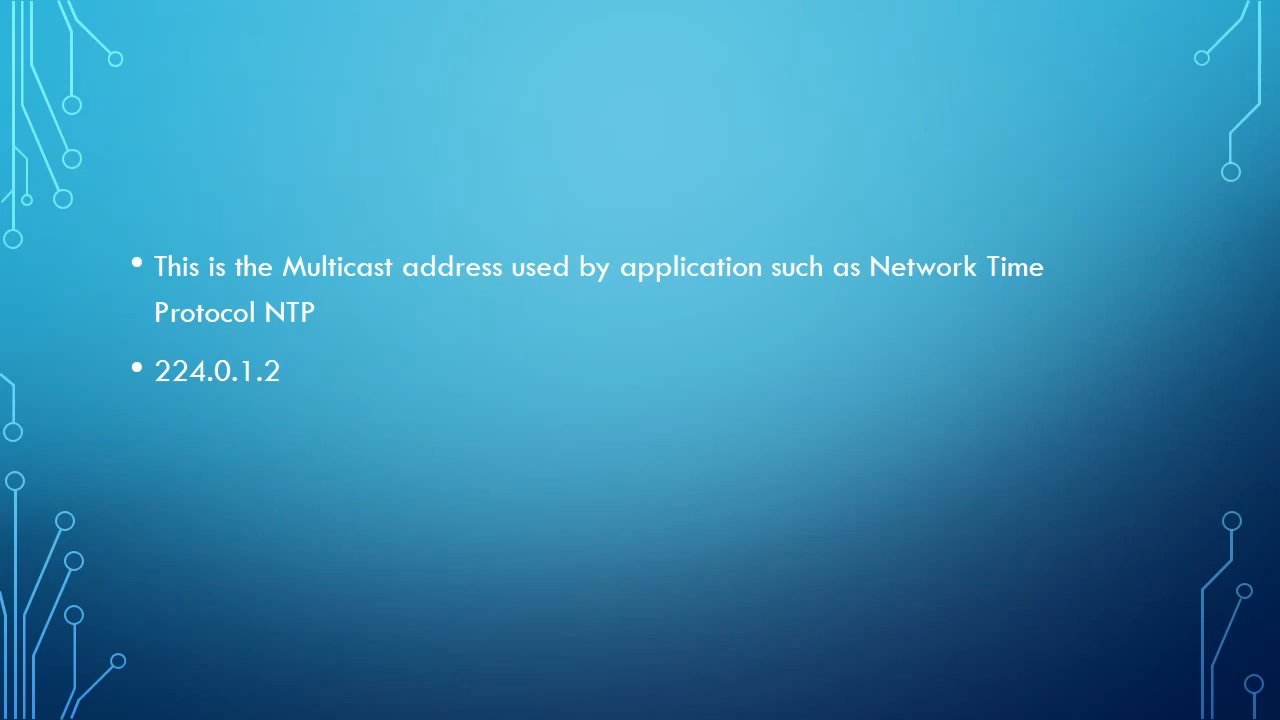 • This is the Multicast address used by application such as Network Time
Protocol NTP
• 224.0.1.2